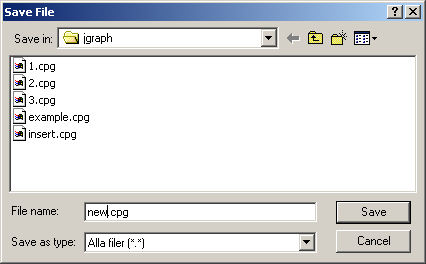 Save File
Save in: jgraph
1.cpg
2.cpg
3.cpg
example.cpg
insert.cpg
File name: new.cpg Save
Save as type: Alla filer (*.*) Cancel